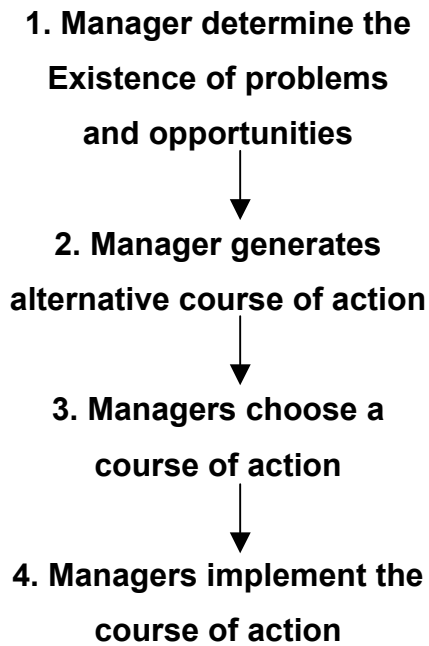 1. Manager determine the
Existence of problems
and opportunities
2. Manager generates
alternative course of action
3. Managers choose a
course of action
4. Managers implement the
course of action